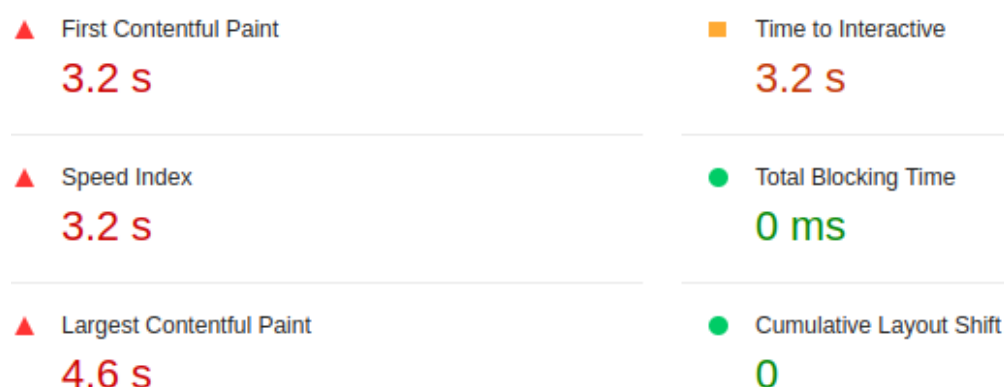 First Contentful Paint
3.2 s
Speed Index
3.2 s
Largest Contentful Paint
4.6 s
Time to Interactive
3.2 s
Total Blocking Time
0 ms
Cumulative Layout Shift
0